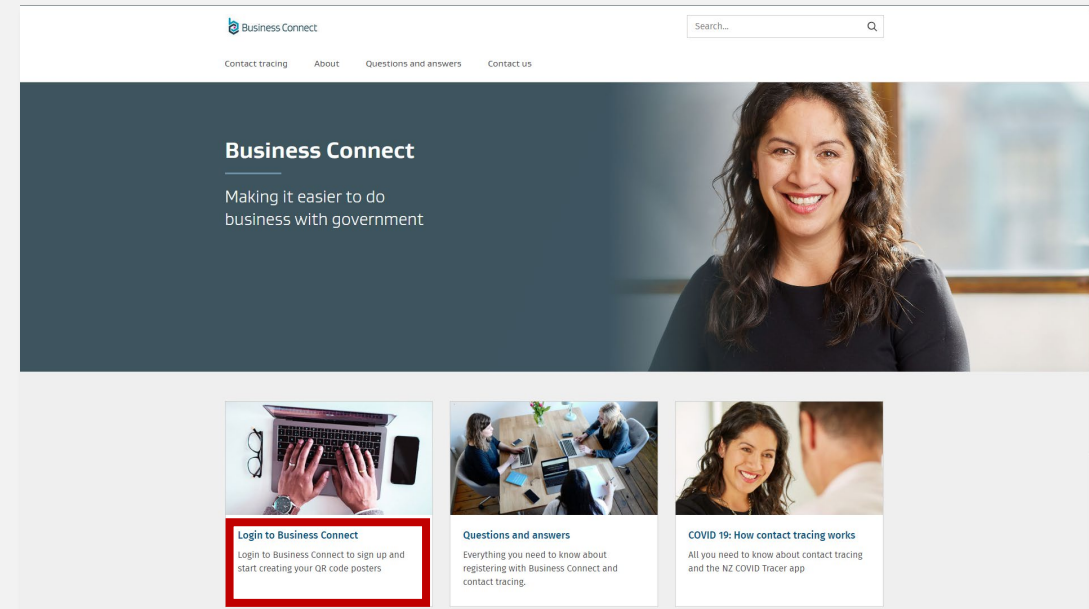 Business Connect
Search...
Contact tracing About Questions and answers Contact us
Business Connect
Making it easier to do
business with government
Login to Business Connect
Login to Business Connect to sign up and
start creating your QR code posters
Questions and answers
Everything you need to know about
registering with Business Connect and
contact tracing.
COVID 19: How contact tracing works
All you need to know about contact tracing
and the NZ COVID Tracer app